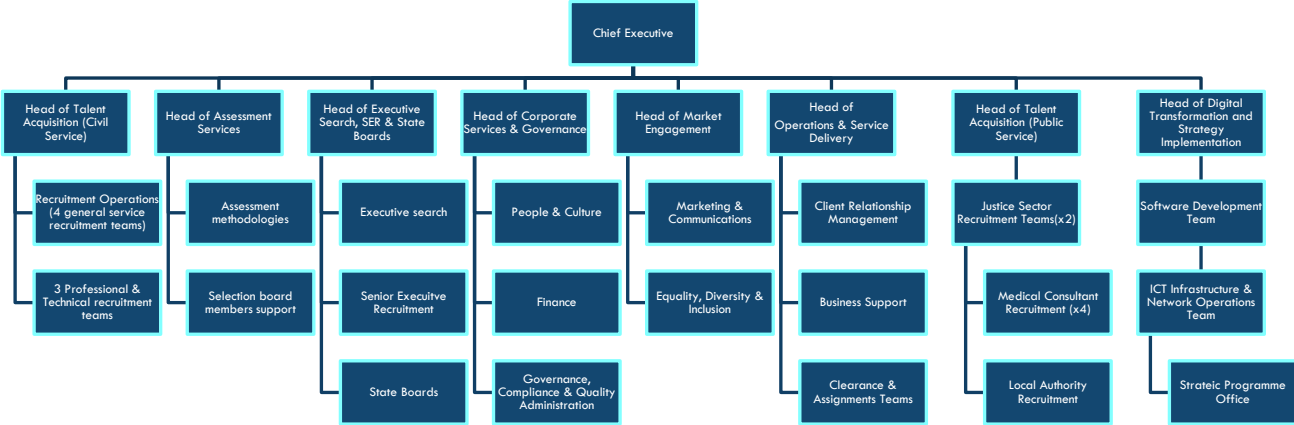 Chief Executive
Head of Talent
Acquisition (Civil
Service)
Head of Assessment
Services
Head of Executive
Search, SER & State
Boards
Head of Corporate
Services & Governance
Head of Market
Engagement
Head of
Operations & Service
Delivery
Head of Talent
Acquisition (Public
Service)
Head of Digital
Transformation and
Strategy
Implementation
Recruitment Operations
(4 general service
recruitment teams)
Assessment
methodologies
Executive search
People & Culture
Marketing &
Communications
Client Relationship
Management
Justice Sector
Recruitment Teams(x2)
Software Development
Team
3 Professional &
Technical recruitment
teams
Selection board
members support
Senior Execuitve
Recruitment
Finance
Equality, Diversity &
Inclusion
Business Support
Medical Consultant
Recruitment (x4)
ICT Infrastructure &
Network Operations
Team
State Boards
Governance,
Compliance & Quality
Administration
Clearance &
Assignments Teams
Local Authority
Recruitment
Strateic Programme
Office